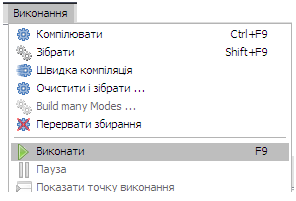 Виконання
Компілювати Ctrl+F9
Зібрати Shift+F9
Швидка компіляція
Очистити і зібрати ...
Build many Modes ...
Перервати збирання
Виконати F9
Пауза
Показати точку виконання